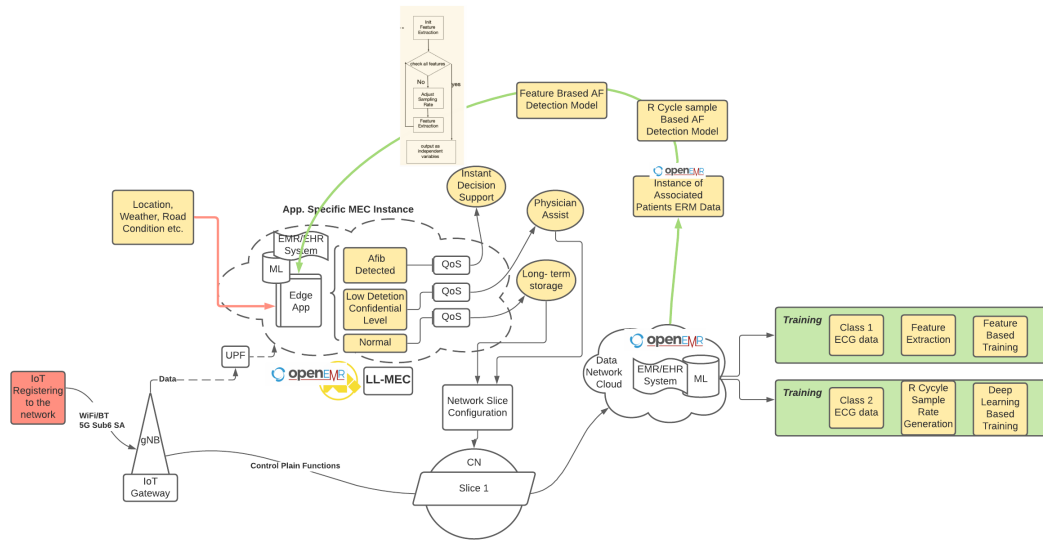 Init
Feature
Extraction
check all features
No
yes
Adjust
Sampling
Rate
Feature
Extraction
output as
independent
variables
Feature Brased AF
Detection Model
R Cycle sample
Based AF
Detection Model
openEMR
Instance of
Associated
Patients ERM Data
Instant
Decision
Support
Physician
Assist
Long- term
storage
Location,
Weather, Road
Condition etc.
App. Specific MEC Instance
EMR/EHR
System
ML
Edge
App
Afib
Detected
QoS
Low Detetion
Confidential
Level
QoS
Normal
QoS
UPF
Data
openEMR
LL-MEC
IoT
Registering
to the
network
WiFi/BT
5G Sub6 SA
gNB
IoT
Gateway
Control Plain Functions
Network Slice
Configuration
CN
Slice 1
openEMR
Data
Network
Cloud
EMR/EHR
System
ML
Training
Class 1
ECG data
Feature
Extraction
Feature
Based
Training
Training
Class 2
ECG data
R Cycyle
Sample
Rate
Generation
Deep
Learning
Based
Training